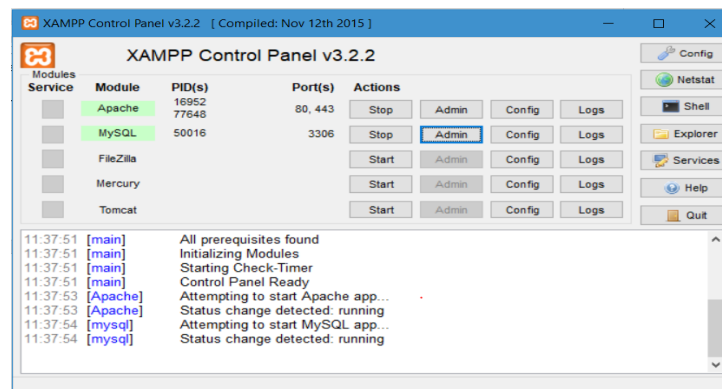 XAMPP Control Panel v3.2.2 [ Compiled: Nov 12th 2015 ]
XAMPP Control Panel v3.2.2
Config
Modules
Service Module PID(s) Port(s) Actions
Netstat
Apache 16952 77648 80, 443 Stop Admin Config Logs
Shell
MySQL 50016 3306 Stop Admin Config Logs
Explorer
FileZilla Start Admin Config Logs
Services
Mercury Start Admin Config Logs
Help
Tomcat Start Admin Config Logs
Quit
11:37:51 [main] All prerequisites found
11:37:51 [main] Initializing Modules
11:37:51 [main] Starting Check-Timer
11:37:51 [main] Control Panel Ready
11:37:53 [Apache] Attempting to start Apache app...
11:37:53 [Apache] Status change detected: running
11:37:54 [mysql] Attempting to start MySQL app...
11:37:54 [mysql] Status change detected: running